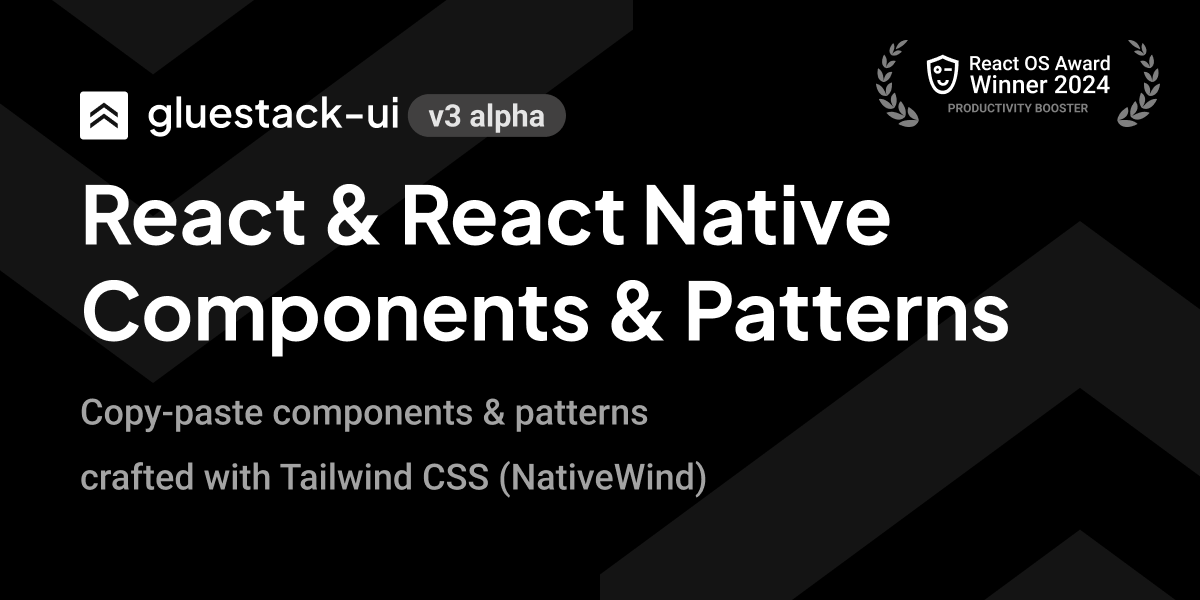 gluestack-ui v3 alpha
React OS Award
Winner 2024
PRODUCTIVITY BOOSTER
React & React Native
Components & Patterns
Copy-paste components & patterns
crafted with Tailwind CSS (NativeWind)